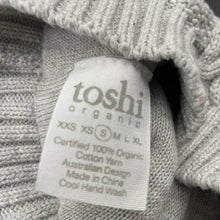 toshi
organic
XXS XS S M L XL
Certified 100% Organic
Cotton Yarn
Australian Design
Made in China
Cool Hand Wash